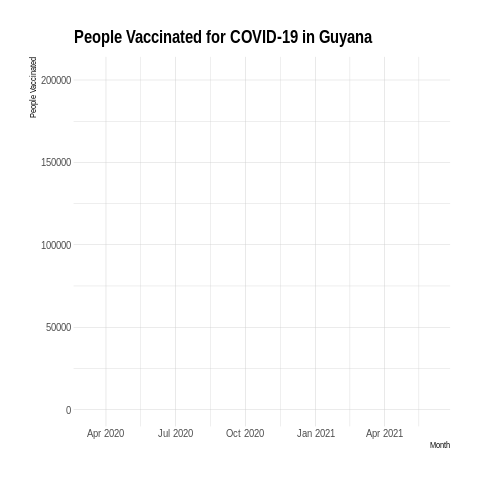 People Vaccinated for COVID-19 in Guyana
People Vaccinated
200000
150000
100000
50000
0
Apr 2020 Jul 2020 Oct 2020 Jan 2021 Apr 2021
Month